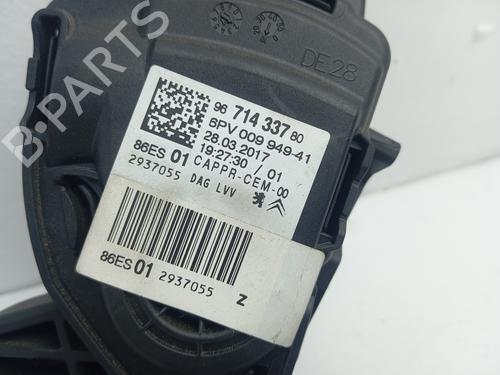 DE28
96 714 337 80
6PV 009 949-41
28.03.2017
19:27:30 / 01
86ES 01 CAPPR-CEM-00
2937055 DAG LVV
86ES 01 2937055 Z
B-PARTS